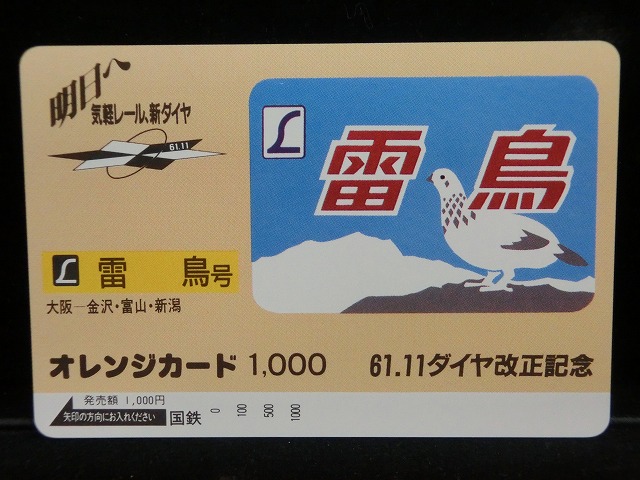 明日へ
気軽レール、新ダイヤ
61.11
L
雷鳥
L 雷鳥号
大阪―金沢・富山・新潟
オレンジカード 1,000
61.11ダイヤ改正記念
発売額 1,000円
矢印の方向にお入れください
国鉄
0 100 500 1000